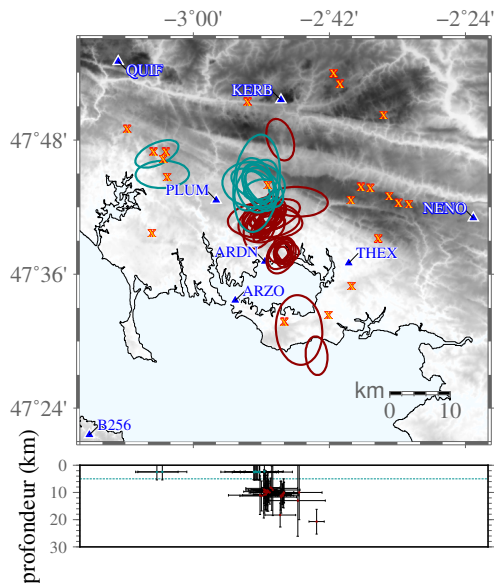 −3°00′ −2°42′ −2°24′
QUIF
KERB
47°48′
PLUM
NENO
ARDN
THEX
47°36′
ARZO
km
0 10
47°24′
B256
profondeur (km)
0
10
20
30